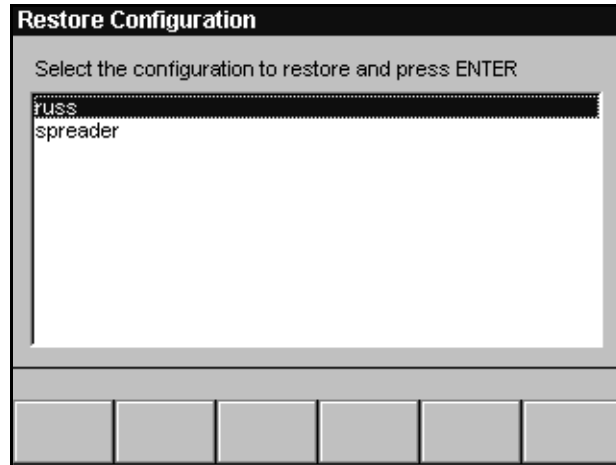 Restore Configuration
Select the configuration to restore and press ENTER
russ
spreader